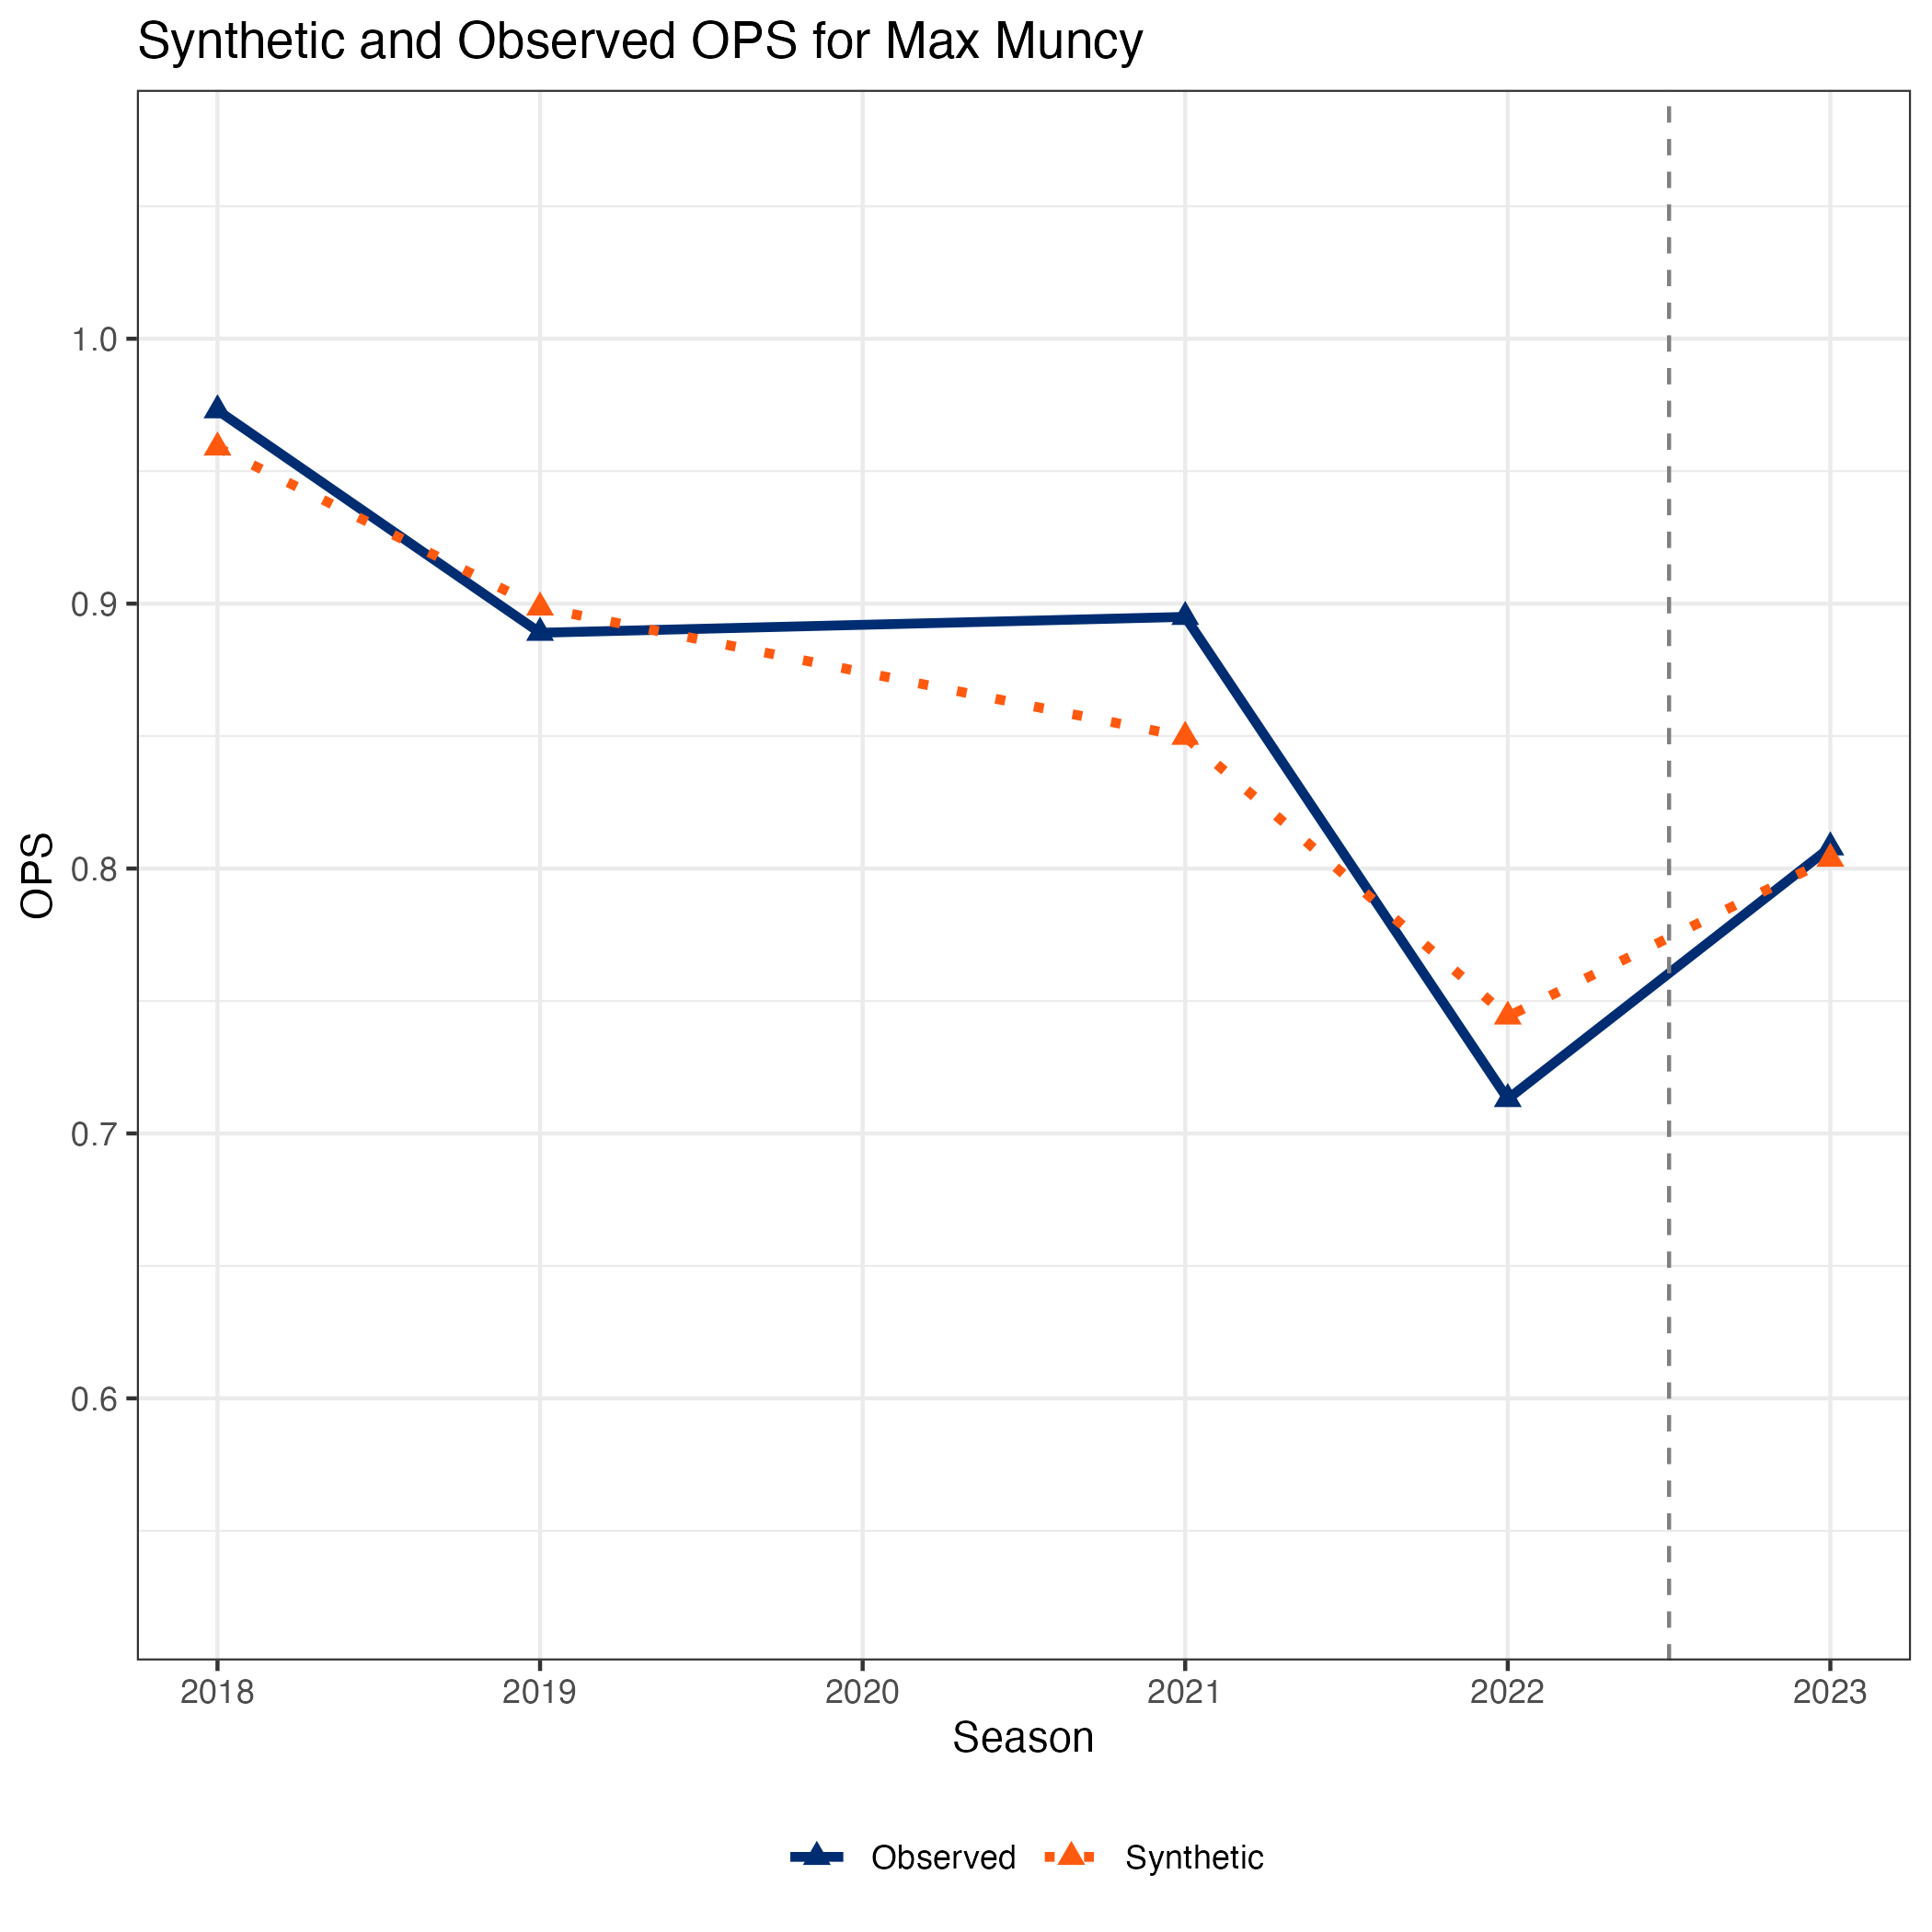 Synthetic and Observed OPS for Max Muncy
1.0
0.9
0.8
0.7
0.6
OPS
2018 2019 2020 2021 2022 2023
Season
Observed Synthetic